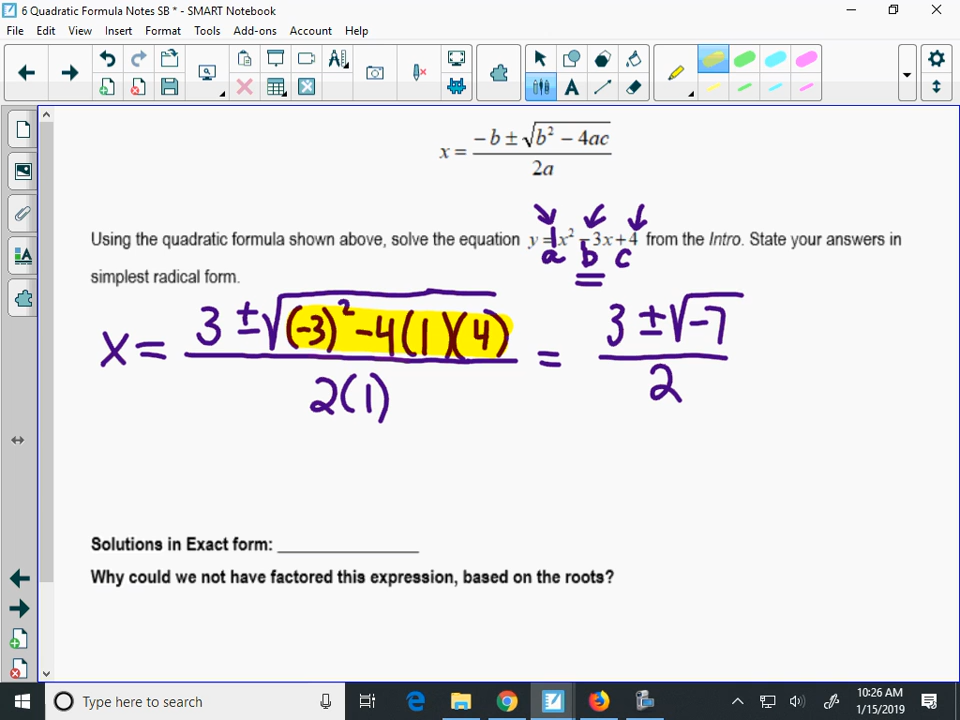 6 Quadratic Formula Notes SB * - SMART Notebook
File Edit View Insert Format Tools Add-ons Account Help
x = (−b ± √(b² − 4ac)) / 2a
Using the quadratic formula shown above, solve the equation y = 1x² − 3x + 4 from the Intro. State your answers in
a b c
simplest radical form.
x = (3 ± √((-3)² - 4(1)(4))) / 2(1) = (3 ± √-7) / 2
Solutions in Exact form: ________________
Why could we not have factored this expression, based on the roots?
Type here to search
10:26 AM
1/15/2019